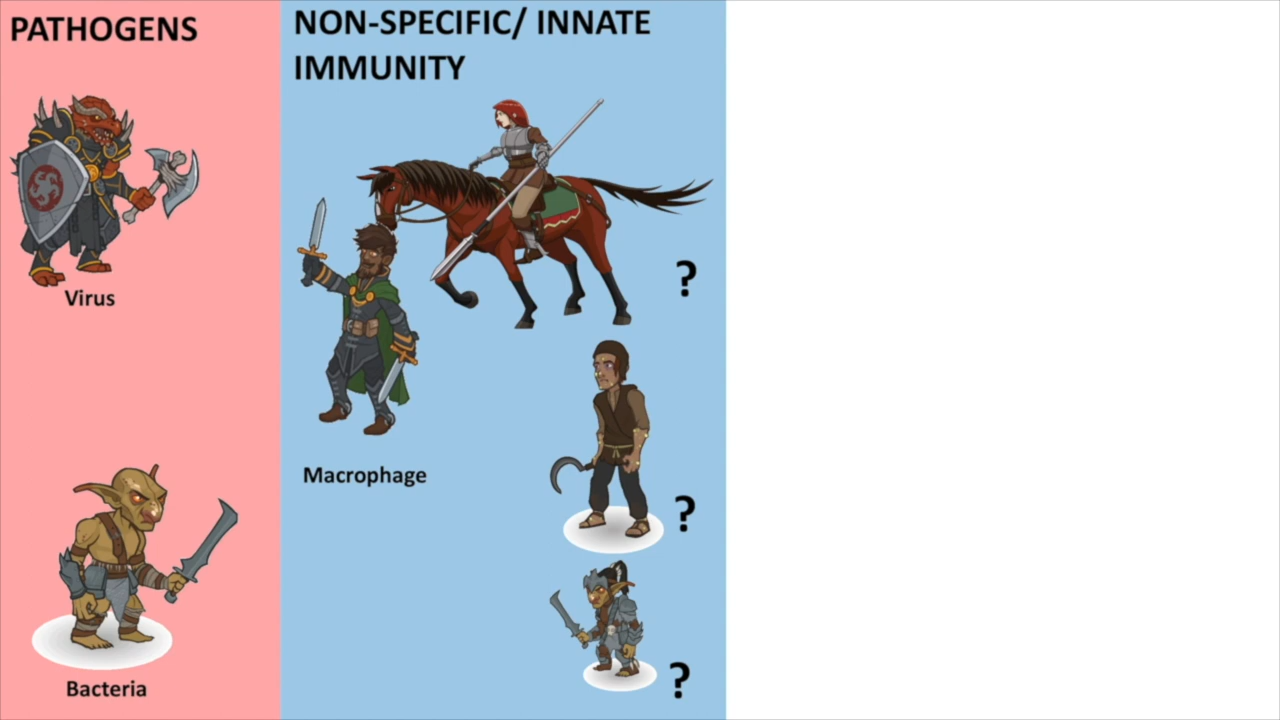 PATHOGENS
NON-SPECIFIC/ INNATE
IMMUNITY
Virus
?
Macrophage
?
Bacteria
?